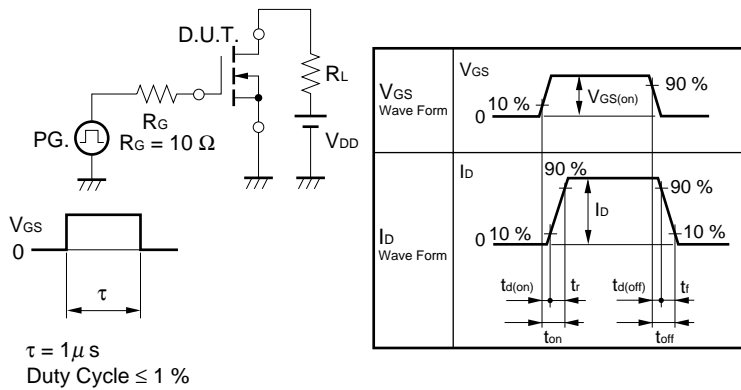 D.U.T.
RL
RG
PG.
RG = 10 Ω
VDD
VGS
0
τ
τ = 1μ s
Duty Cycle ≤ 1 %
VGS
Wave Form
VGS
10 %
0
VGS(on)
90 %
ID
Wave Form
ID
90 %
0 10 %
ID
90 %
10 %
td(on) tr td(off) tf
ton toff